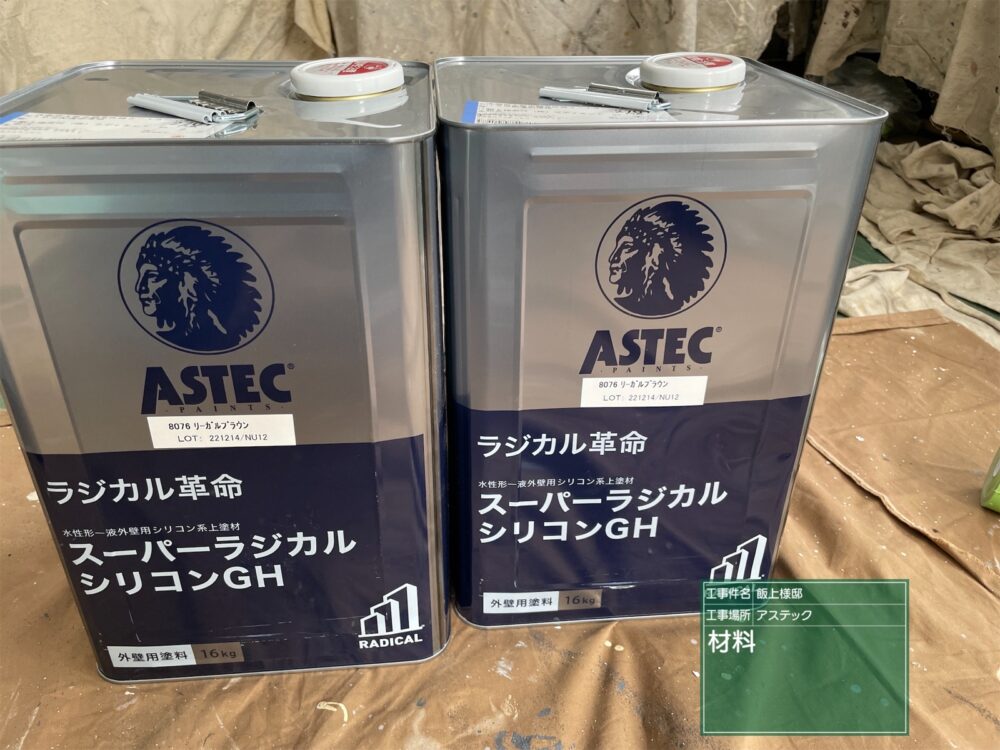 ASTEC®
PAINTS
8076 リーガルブラウン
LOT: 221214/NU12
ラジカル革命
水性形一液外壁用シリコン系上塗材
スーパーラジカル
シリコンGH
RADICAL
外壁用塗料 16kg
ASTEC®
PAINTS
8076 リーガルブラウン
LOT: 221214/NU12
ラジカル革命
水性形一液外壁用シリコン系上塗材
スーパーラジカル
シリコンGH
外壁用塗料 16kg
工事件名 飯上様邸
工事場所 アステック
材料